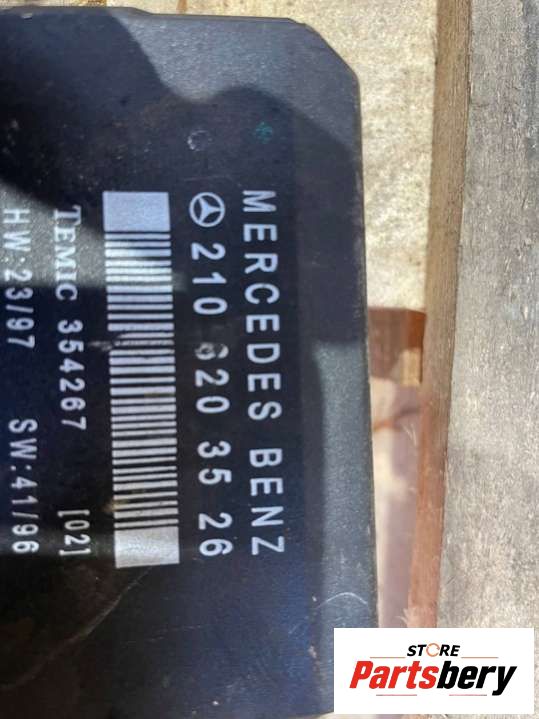 MERCEDES BENZ
210 820 35 26
TEMIC 354267 [02]
HW:23/97 SW:41/96
STORE
Partsbery